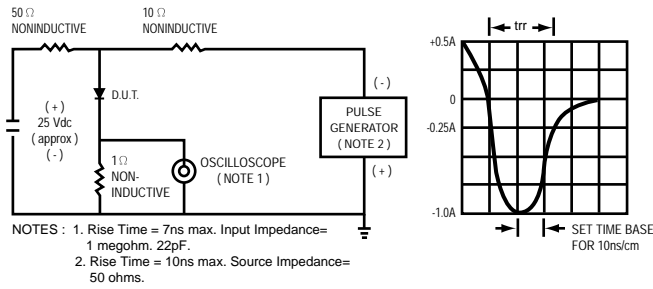 50 Ω
NONINDUCTIVE
10 Ω
NONINDUCTIVE
( + )
25 Vdc
( approx )
( - )
D.U.T.
1 Ω
NON-
INDUCTIVE
OSCILLOSCOPE
( NOTE 1 )
( - )
PULSE
GENERATOR
( NOTE 2 )
( + )
trr
+0.5A
0
-0.25A
-1.0A
SET TIME BASE
FOR 10ns/cm
NOTES : 1. Rise Time = 7ns max. Input Impedance=
1 megohm. 22pF.
2. Rise Time = 10ns max. Source Impedance=
50 ohms.